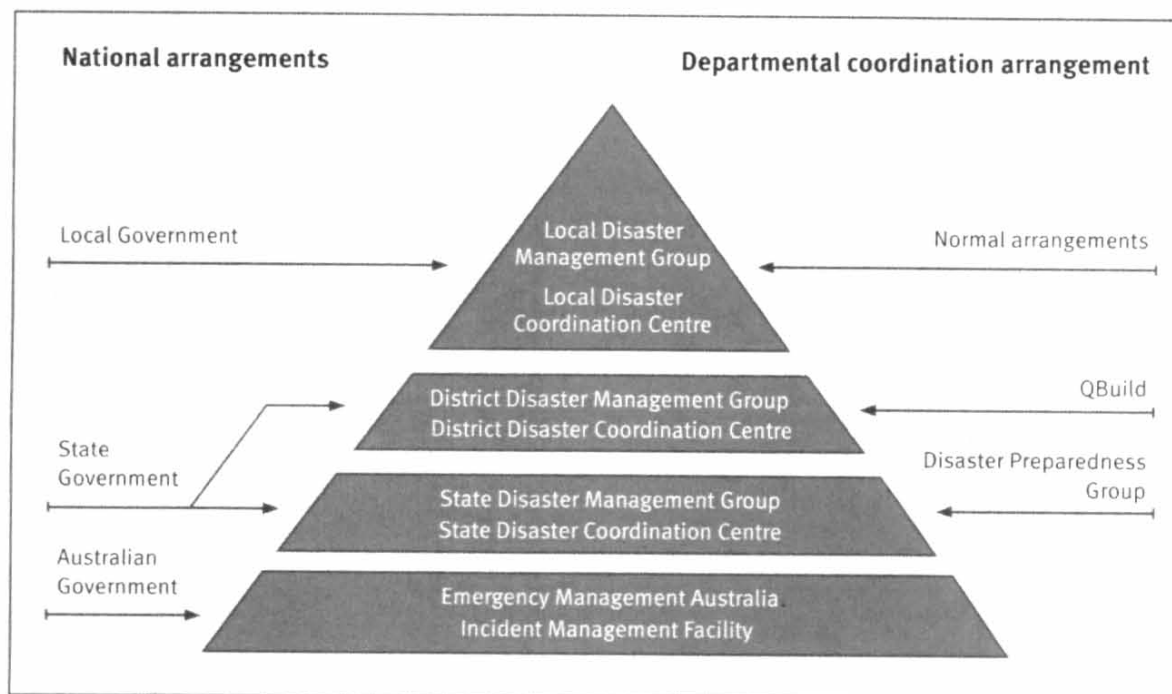 National arrangements
Departmental coordination arrangement
Local Government
Local Disaster
Management Group
Local Disaster
Coordination Centre
Normal arrangements
District Disaster Management Group
District Disaster Coordination Centre
QBuild
State
Government
State Disaster Management Group
State Disaster Coordination Centre
Disaster Preparedness
Group
Australian
Government
Emergency Management Australia
Incident Management Facility